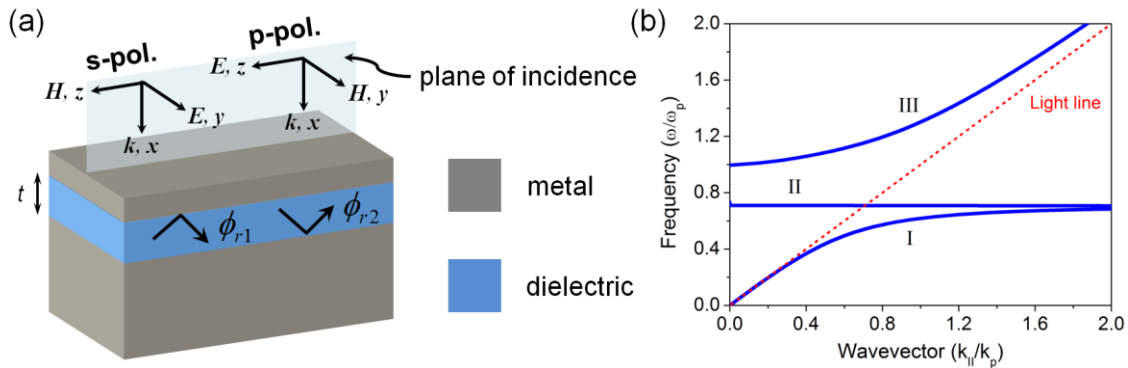 (a)
s-pol.
p-pol.
H, z
E, y
k, x
E, z
H, y
k, x
plane of incidence
t
ϕr1
ϕr2
metal
dielectric
(b)
Frequency (ω/ωp)
2.0
1.6
1.2
0.8
0.4
0.0
III
II
I
Light line
0.0 0.4 0.8 1.2 1.6 2.0
Wavevector (k||/kp)